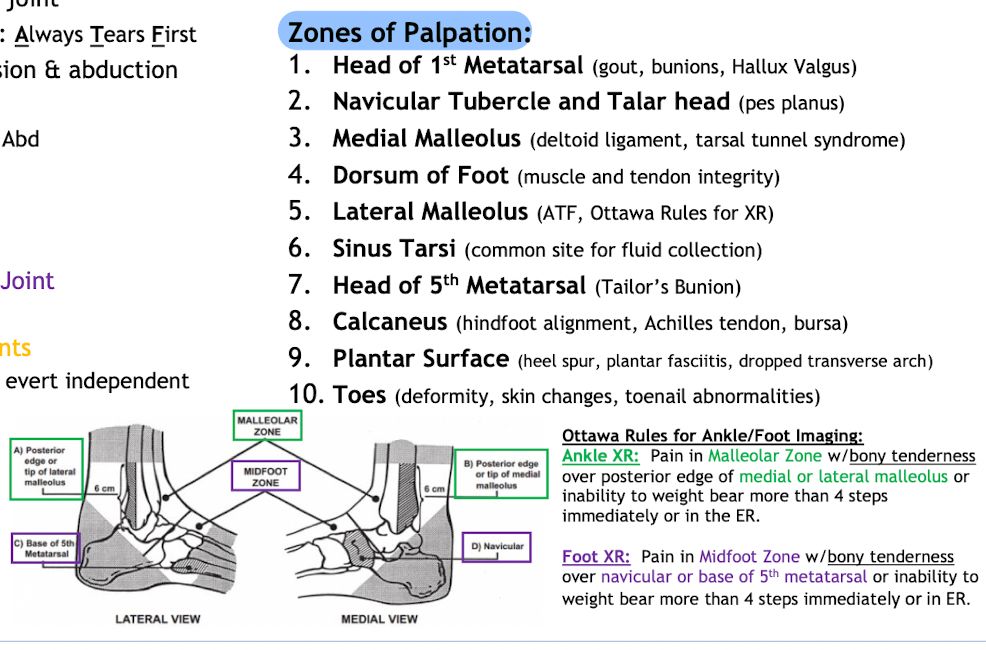 Joint
: Always Tears First
sion & abduction
Abd
Joint
nts
evert independent
Zones of Palpation:
1. Head of 1st Metatarsal (gout, bunions, Hallux Valgus)
2. Navicular Tubercle and Talar head (pes planus)
3. Medial Malleolus (deltoid ligament, tarsal tunnel syndrome)
4. Dorsum of Foot (muscle and tendon integrity)
5. Lateral Malleolus (ATF, Ottawa Rules for XR)
6. Sinus Tarsi (common site for fluid collection)
7. Head of 5th Metatarsal (Tailor's Bunion)
8. Calcaneus (hindfoot alignment, Achilles tendon, bursa)
9. Plantar Surface (heel spur, plantar fasciitis, dropped transverse arch)
10. Toes (deformity, skin changes, toenail abnormalities)
MALLEOLAR
ZONE
MIDFOOT
ZONE
A) Posterior
edge or
tip of lateral
malleolus
6 cm
C) Base of 5th
Metatarsal
LATERAL VIEW
6 cm
B) Posterior edge
or tip of medial
malleolus
D) Navicular
MEDIAL VIEW
Ottawa Rules for Ankle/Foot Imaging:
Ankle XR: Pain in Malleolar Zone w/bony tenderness
over posterior edge of medial or lateral malleolus or
inability to weight bear more than 4 steps
immediately or in the ER.
Foot XR: Pain in Midfoot Zone w/bony tenderness
over navicular or base of 5th metatarsal or inability to
weight bear more than 4 steps immediately or in ER.